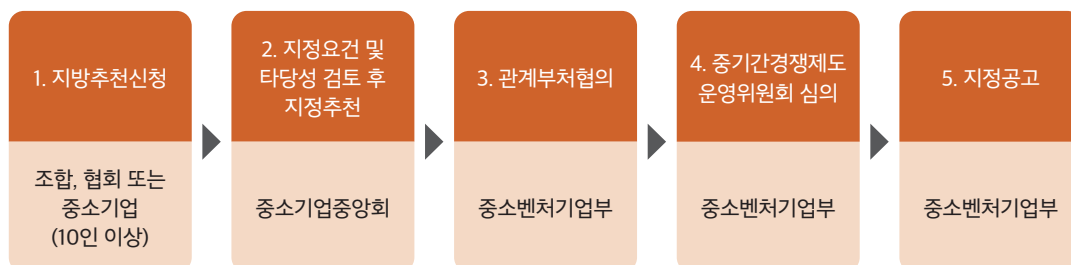 1. 지방추천신청
조합, 협회 또는
중소기업
(10인 이상)
2. 지정요건 및
타당성 검토 후
지정추천
중소기업중앙회
3. 관계부처협의
중소벤처기업부
4. 중기간경쟁제도
운영위원회 심의
중소벤처기업부
5. 지정공고
중소벤처기업부